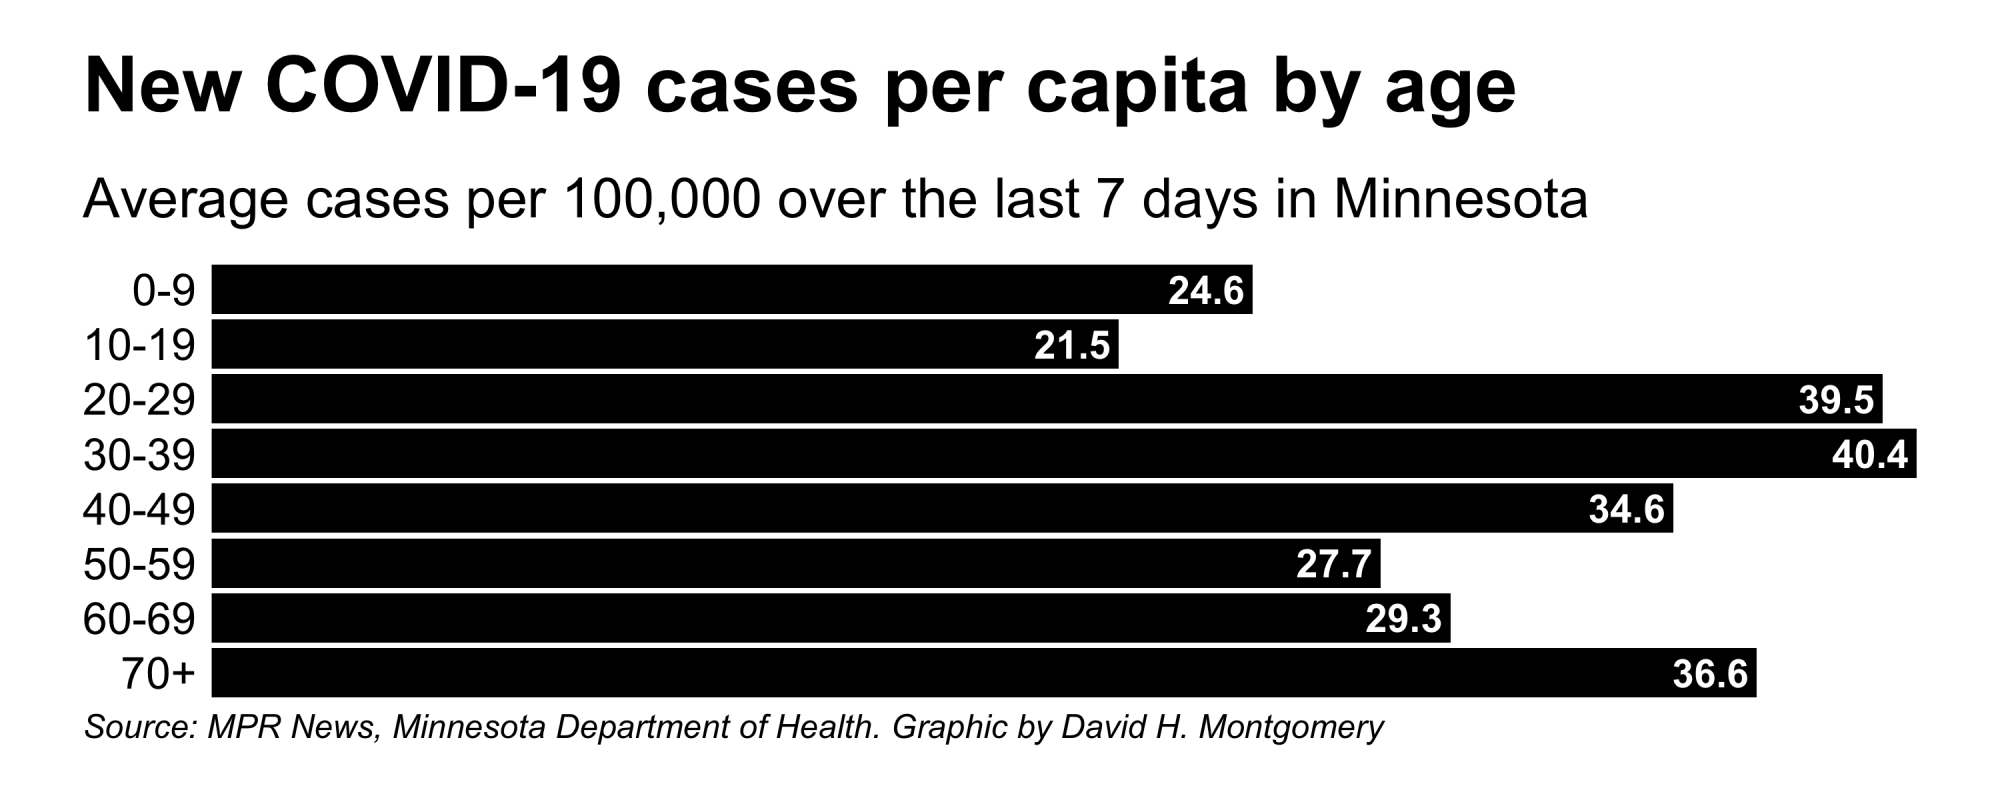 New COVID-19 cases per capita by age
Average cases per 100,000 over the last 7 days in Minnesota
0-9 24.6
10-19 21.5
20-29 39.5
30-39 40.4
40-49 34.6
50-59 27.7
60-69 29.3
70+ 36.6
Source: MPR News, Minnesota Department of Health. Graphic by David H. Montgomery